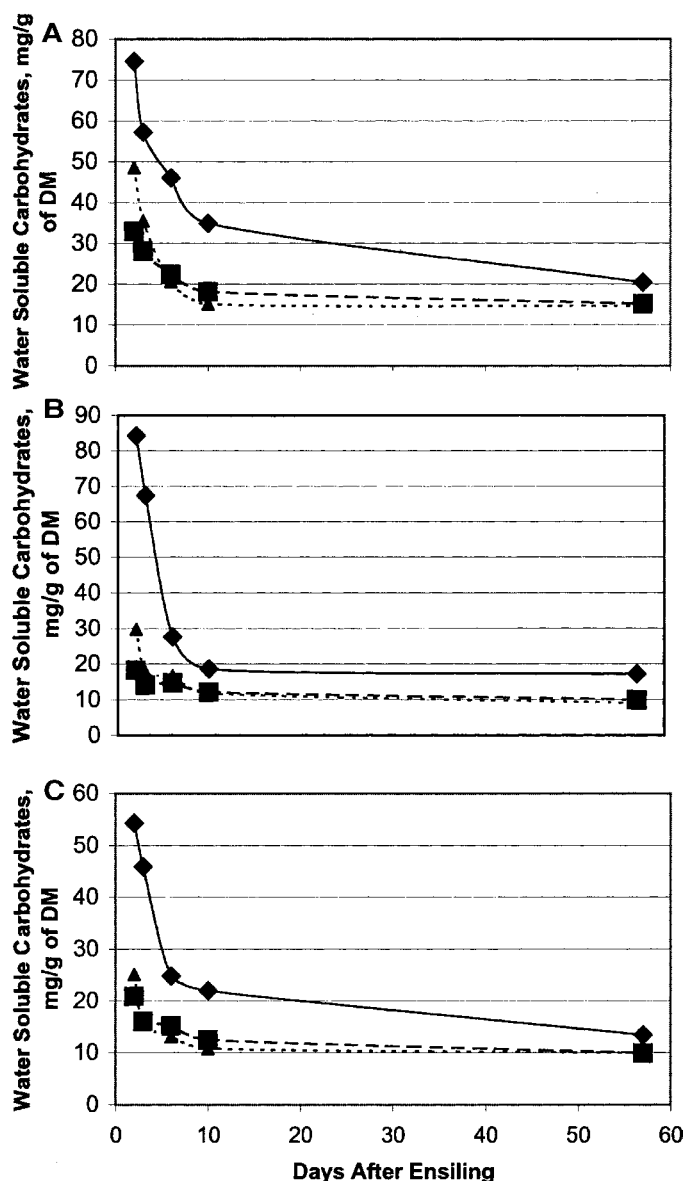 A
Water Soluble Carbohydrates, mg/g
of DM
80
70
60
50
40
30
20
10
0
B
Water Soluble Carbohydrates,
mg/g of DM
90
80
70
60
50
40
30
20
10
0
C
Water Soluble Carbohydrates,
mg/g of DM
60
50
40
30
20
10
0
0 10 20 30 40 50 60
Days After Ensiling